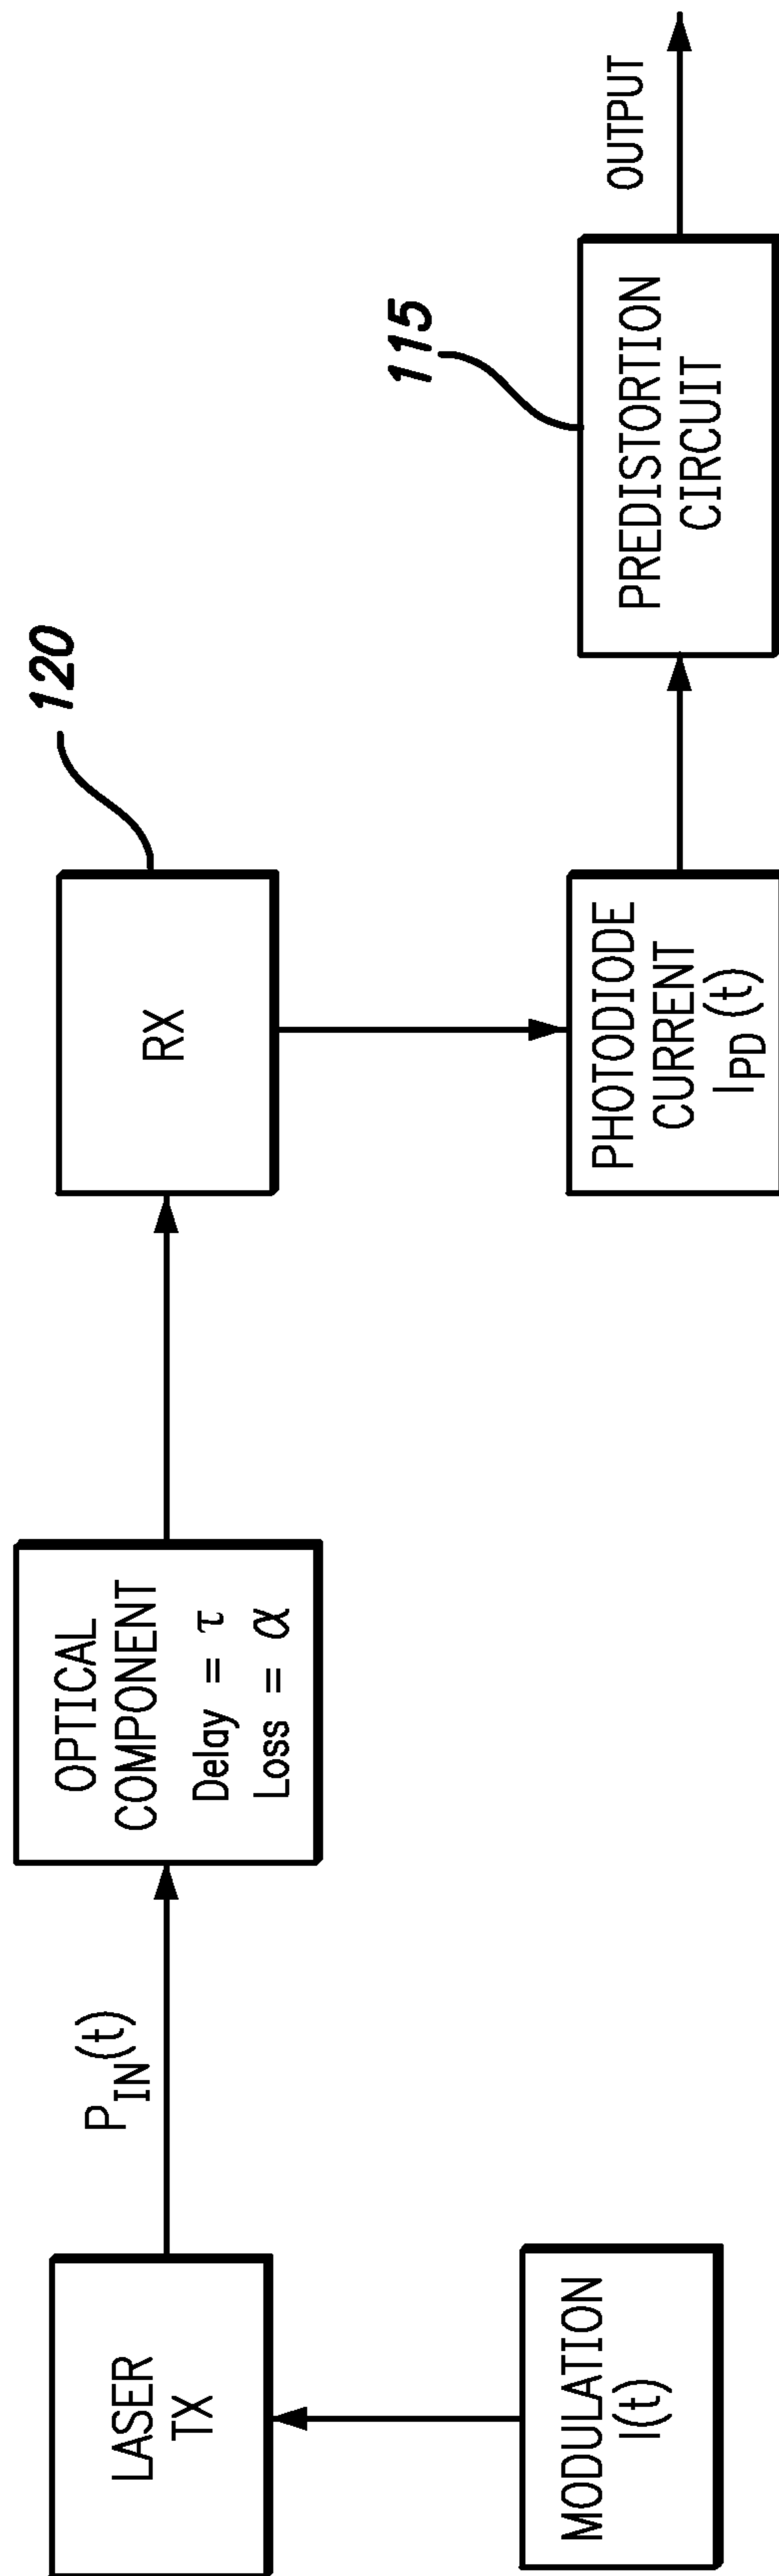 LASER
TX
MODULATION
I(t)
P_IN(t)
OPTICAL
COMPONENT
Delay = τ
Loss = α
RX
120
PHOTODIODE
CURRENT
I_PD (t)
PREDISTORTION
CIRCUIT
115
OUTPUT